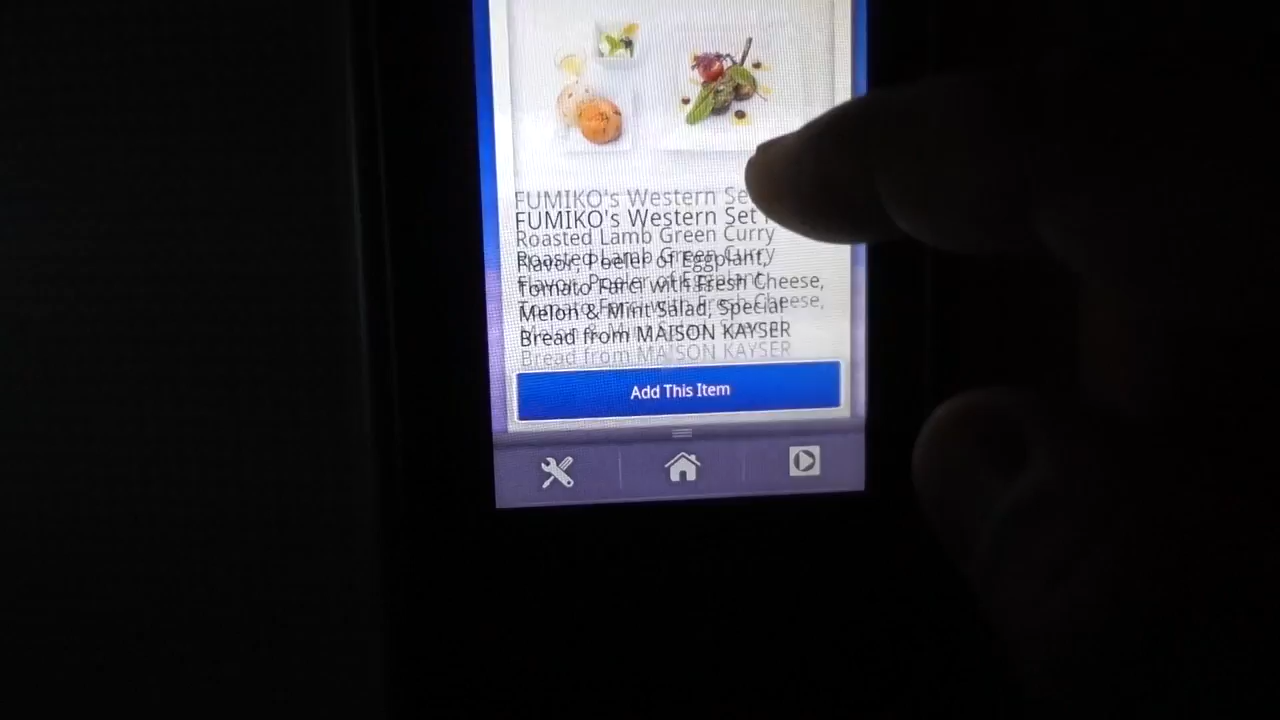 FUMIKO's Western Set
Roasted Lamb Green Curry
Flavor, Peeler of Eggplant,
Tomato Farci with Fresh Cheese,
Melon & Mint Salad, Special
Bread from MAISON KAYSER
Add This Item